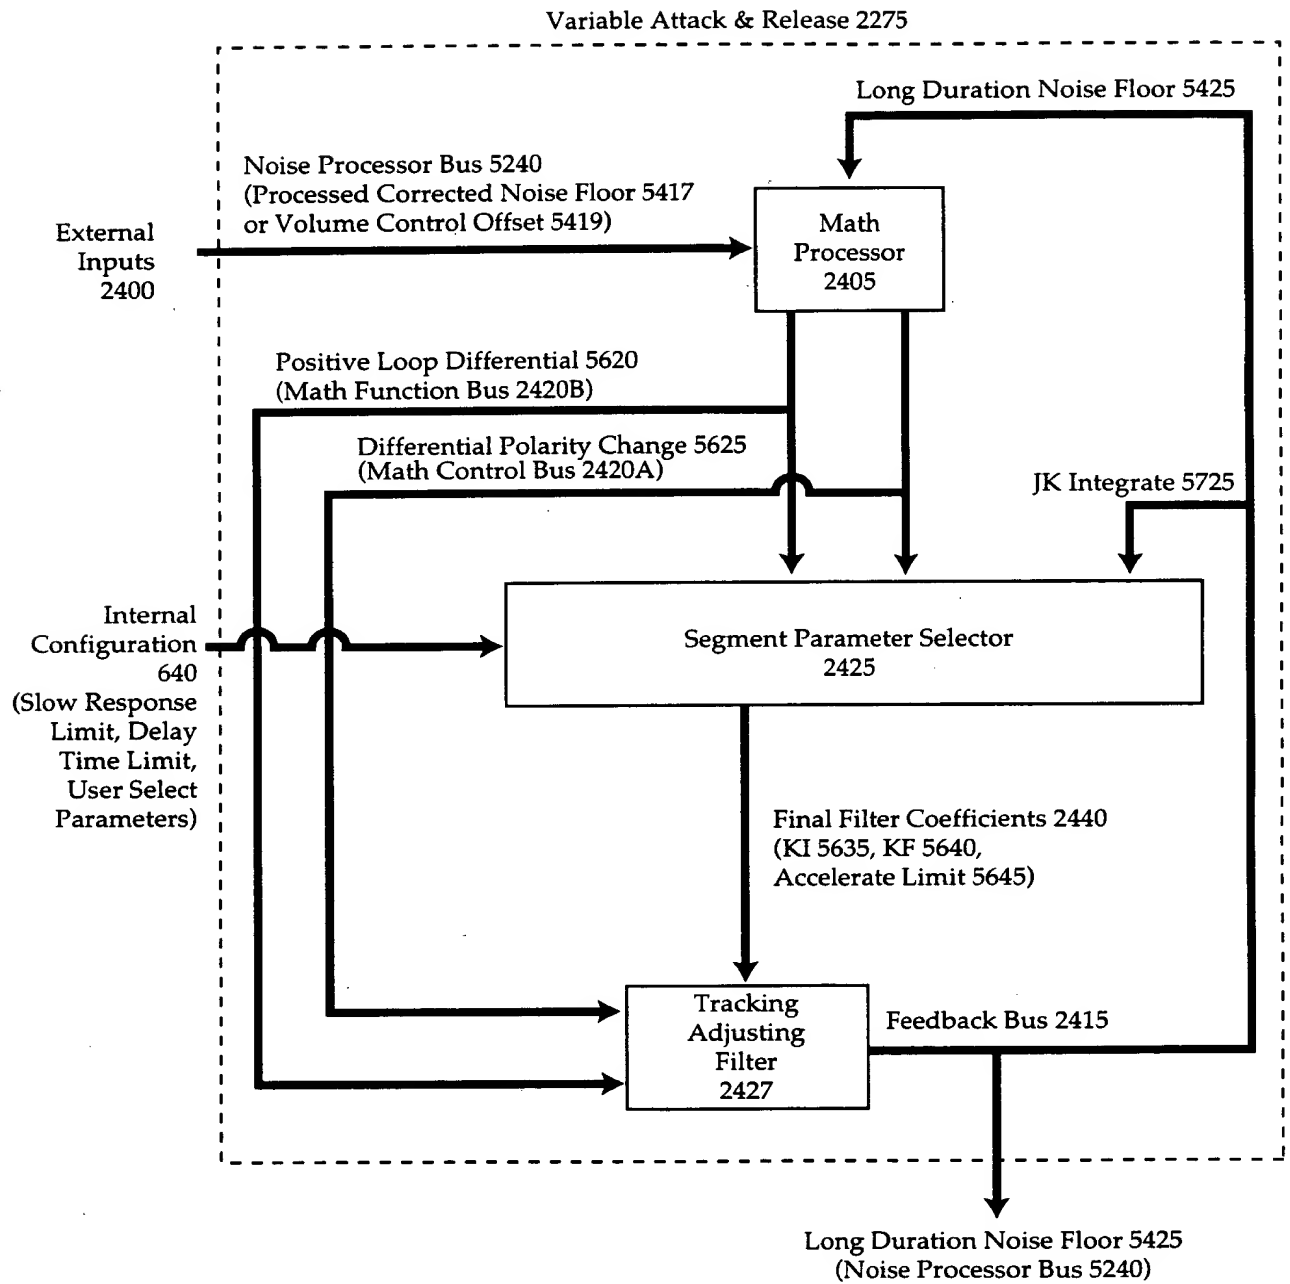 Variable Attack & Release 2275
Long Duration Noise Floor 5425
Noise Processor Bus 5240
(Processed Corrected Noise Floor 5417
or Volume Control Offset 5419)
External
Inputs
2400
Math
Processor
2405
Positive Loop Differential 5620
(Math Function Bus 2420B)
Differential Polarity Change 5625
(Math Control Bus 2420A)
JK Integrate 5725
Internal
Configuration
640
(Slow Response
Limit, Delay
Time Limit,
User Select
Parameters)
Segment Parameter Selector
2425
Final Filter Coefficients 2440
(KI 5635, KF 5640,
Accelerate Limit 5645)
Tracking
Adjusting
Filter
2427
Feedback Bus 2415
Long Duration Noise Floor 5425
(Noise Processor Bus 5240)